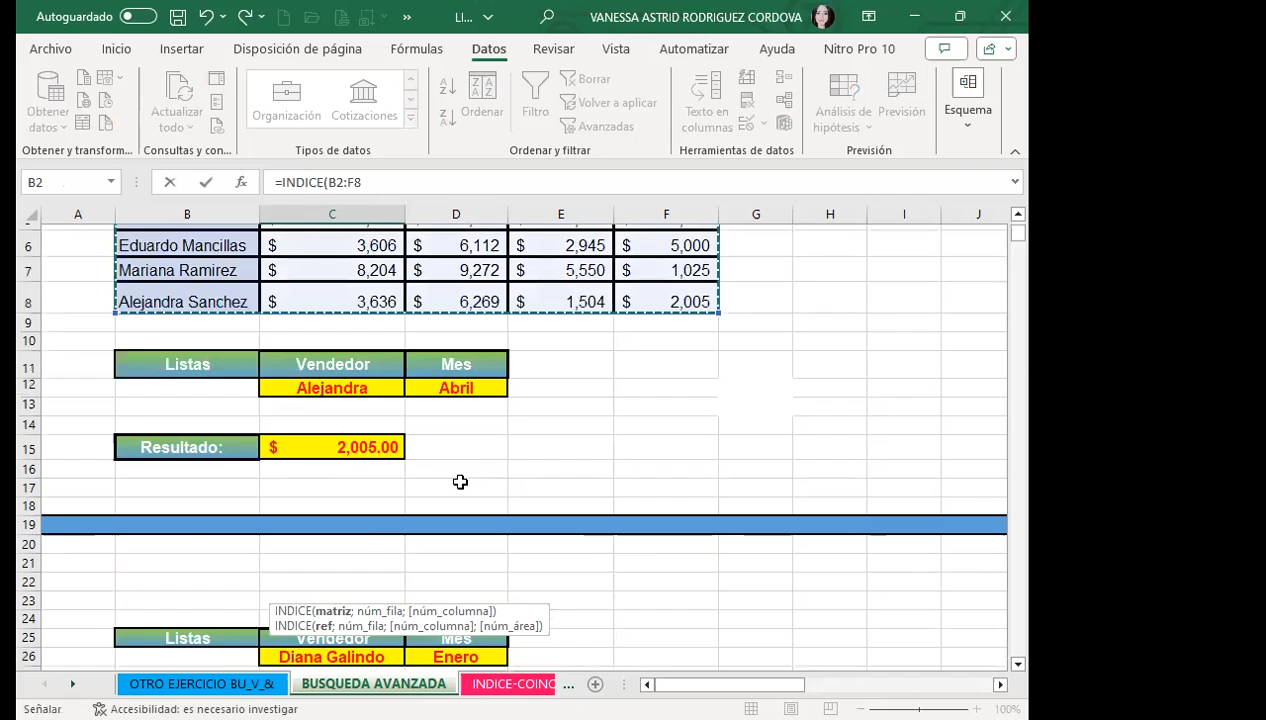 Autoguardado LI... VANESSA ASTRID RODRIGUEZ CORDOVA
Archivo Inicio Insertar Disposición de página Fórmulas Datos Revisar Vista Automatizar Ayuda Nitro Pro 10
Obtener datos
Actualizar todo
Organización Cotizaciones
Ordenar
Filtro
Borrar
Volver a aplicar
Avanzadas
Texto en columnas
Análisis de hipótesis
Previsión
Esquema
Obtener y transform... Consultas y con... Tipos de datos Ordenar y filtrar Herramientas de datos Previsión
B2 fx =INDICE(B2:F8
A B C D E F G H I J
6 Eduardo Mancillas $ 3,606 $ 6,112 $ 2,945 $ 5,000
7 Mariana Ramirez $ 8,204 $ 9,272 $ 5,550 $ 1,025
8 Alejandra Sanchez $ 3,636 $ 6,269 $ 1,504 $ 2,005
9
10
11 Listas Vendedor Mes
12 Alejandra Abril
13
14
15 Resultado: $ 2,005.00
16
17
18
19
20
21
22
23
INDICE(matriz; núm_fila; [núm_columna])
24
INDICE(ref; núm_fila; [núm_columna]; [núm_área])
25 Listas Vendedor Mes
26 Diana Galindo Enero
OTRO EJERCICIO BU_V_& BUSQUEDA AVANZADA INDICE-COINC ...
Señalar Accesibilidad: es necesario investigar 100%